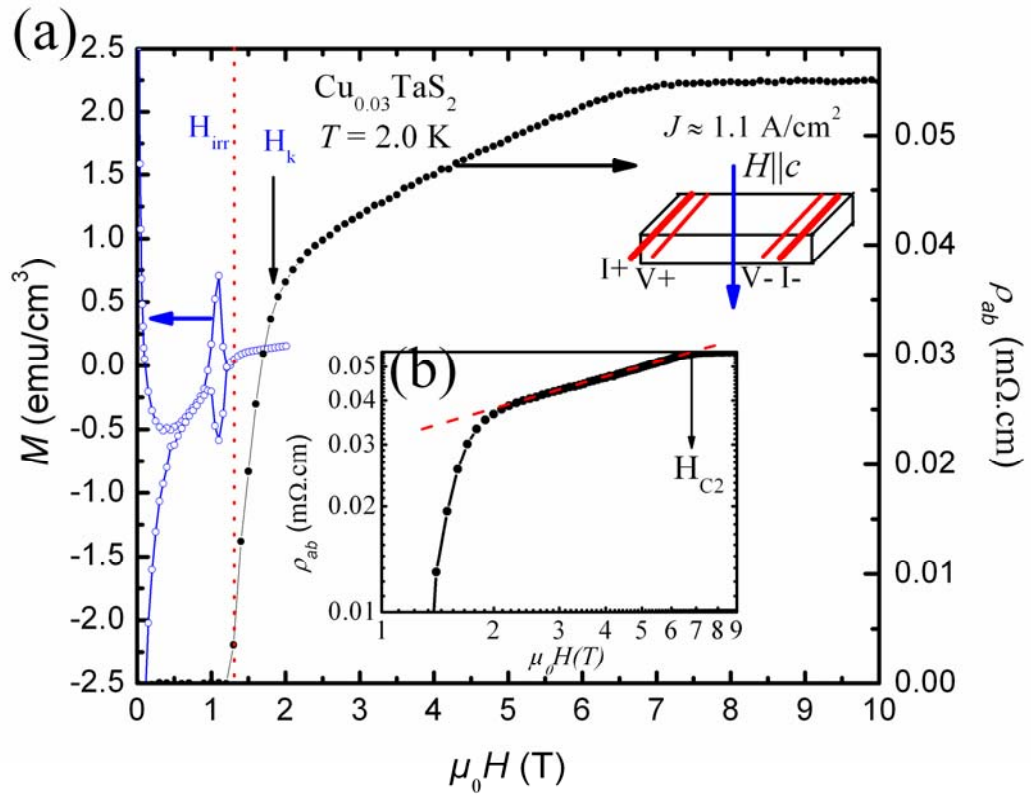 (a)
2.5
2.0
1.5
1.0
0.5
0.0
-0.5
-1.0
-1.5
-2.0
-2.5
M (emu/cm³)
Cu₀.₀₃TaS₂
T = 2.0 K
H_irr
H_k
J ≈ 1.1 A/cm²
H||c
I+ V+ V- I-
0.05
0.04
0.03
0.02
0.01
0.00
ρ_ab (mΩ.cm)
(b)
0.05
0.04
0.03
0.02
0.01
ρ_ab (mΩ.cm)
H_C2
1 2 3 4 5 6 7 8 9
μ₀H(T)
0 1 2 3 4 5 6 7 8 9 10
μ₀H (T)